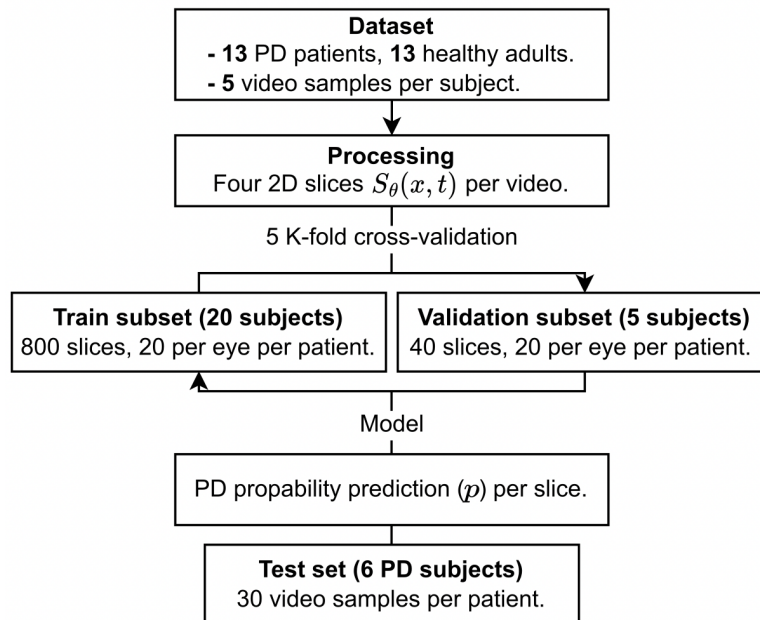 Dataset
- 13 PD patients, 13 healthy adults.
- 5 video samples per subject.
Processing
Four 2D slices S_θ(x, t) per video.
5 K-fold cross-validation
Train subset (20 subjects)
800 slices, 20 per eye per patient.
Validation subset (5 subjects)
40 slices, 20 per eye per patient.
Model
PD propability prediction (p) per slice.
Test set (6 PD subjects)
30 video samples per patient.